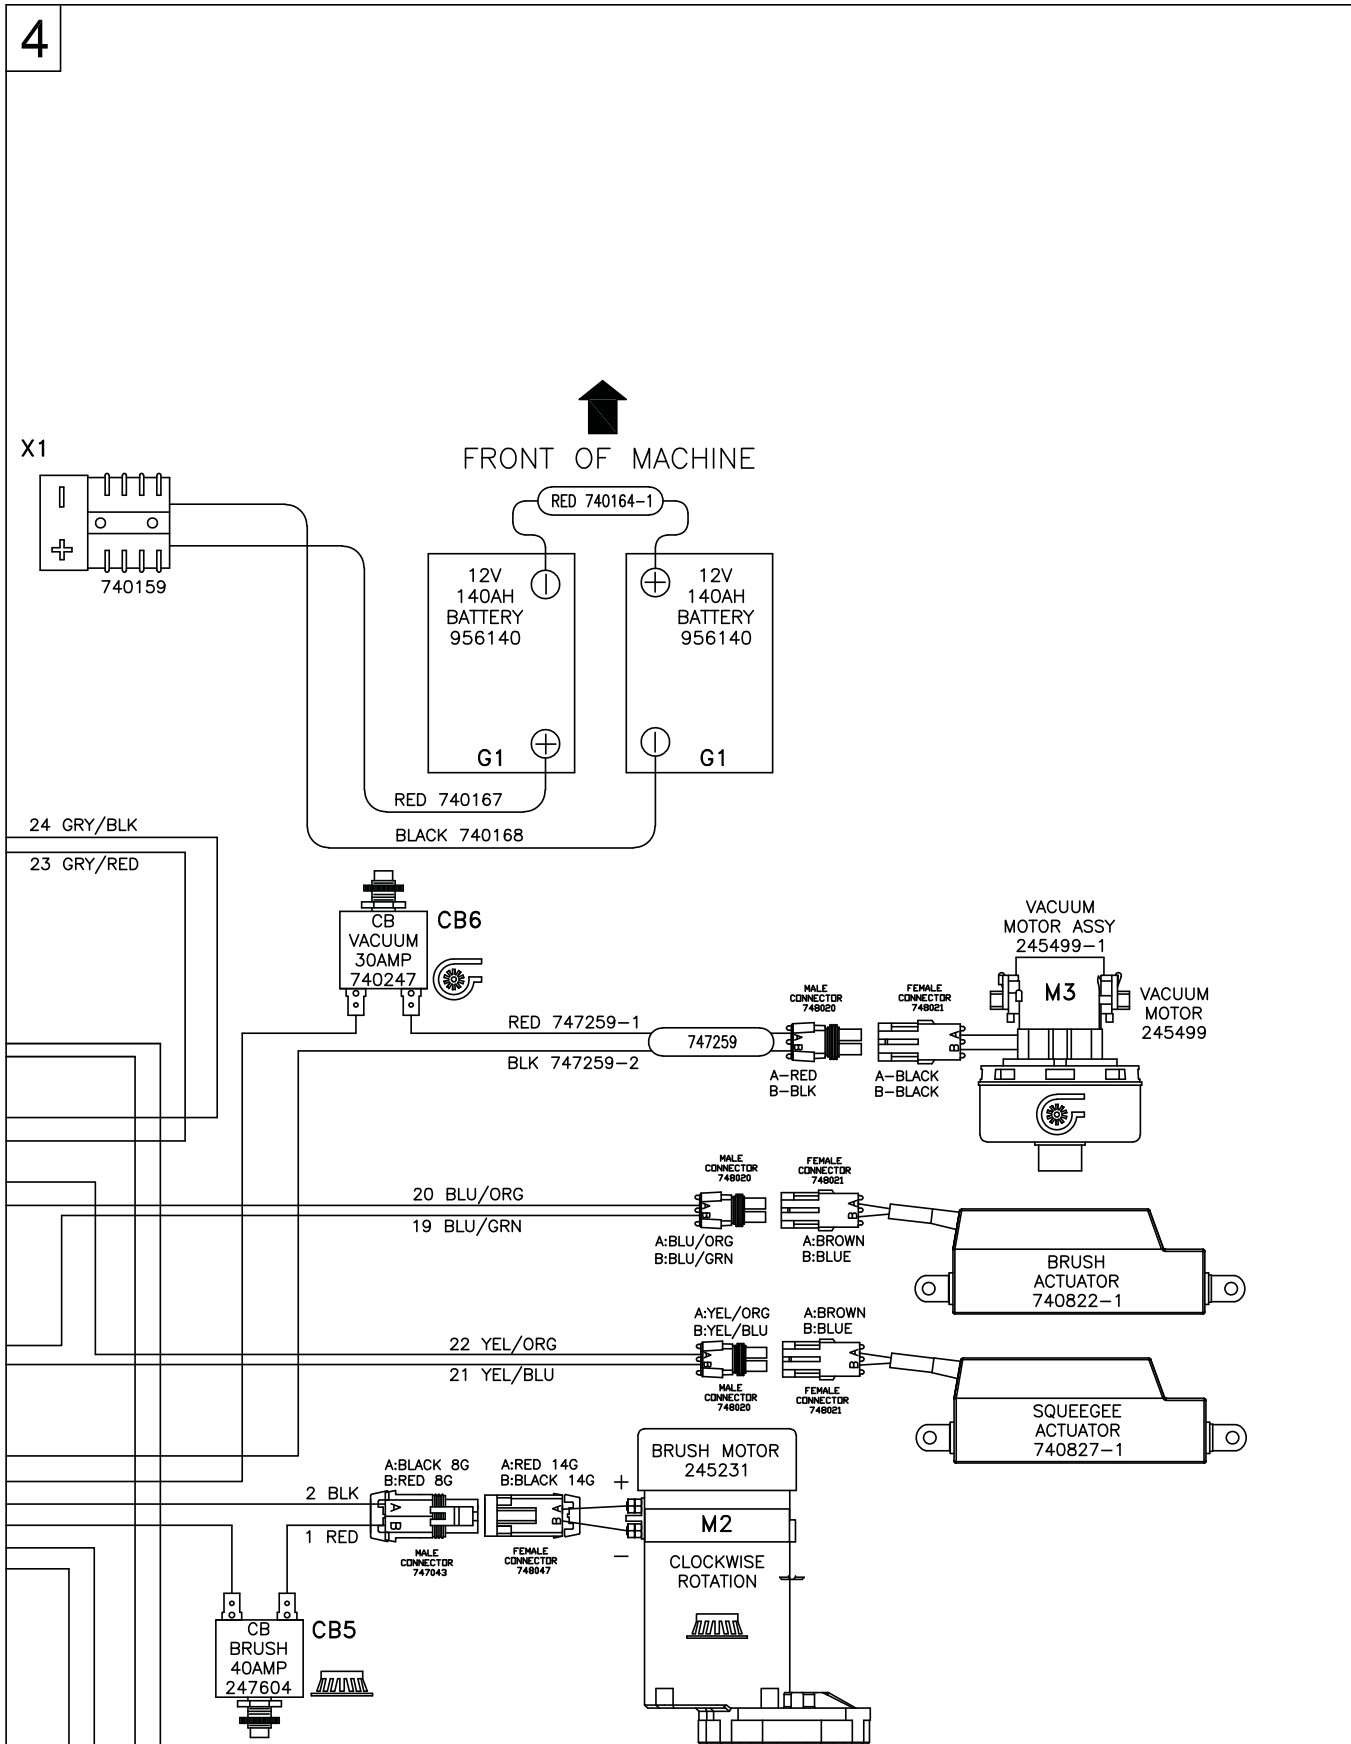 4
X1
740159
FRONT OF MACHINE
RED 740164-1
12V
140AH
BATTERY
956140
G1
12V
140AH
BATTERY
956140
G1
RED 740167
BLACK 740168
24 GRY/BLK
23 GRY/RED
CB
VACUUM
30AMP
740247
CB6
RED 747259-1
BLK 747259-2
747259
MALE
CONNECTOR
748020
A
B
A-RED
B-BLK
FEMALE
CONNECTOR
748021
A
B
A-BLACK
B-BLACK
VACUUM
MOTOR ASSY
245499-1
M3
VACUUM
MOTOR
245499
20 BLU/ORG
19 BLU/GRN
MALE
CONNECTOR
748020
A
B
A:BLU/ORG
B:BLU/GRN
FEMALE
CONNECTOR
748021
A
B
A:BROWN
B:BLUE
BRUSH
ACTUATOR
740822-1
22 YEL/ORG
21 YEL/BLU
A:YEL/ORG
B:YEL/BLU
A
B
MALE
CONNECTOR
748020
A:BROWN
B:BLUE
A
B
FEMALE
CONNECTOR
748021
SQUEEGEE
ACTUATOR
740827-1
2 BLK
1 RED
A:BLACK 8G
B:RED 8G
A
B
MALE
CONNECTOR
747043
A:RED 14G
B:BLACK 14G
A
B
FEMALE
CONNECTOR
748047
+
-
BRUSH MOTOR
245231
M2
CLOCKWISE
ROTATION
CB
BRUSH
40AMP
247604
CB5